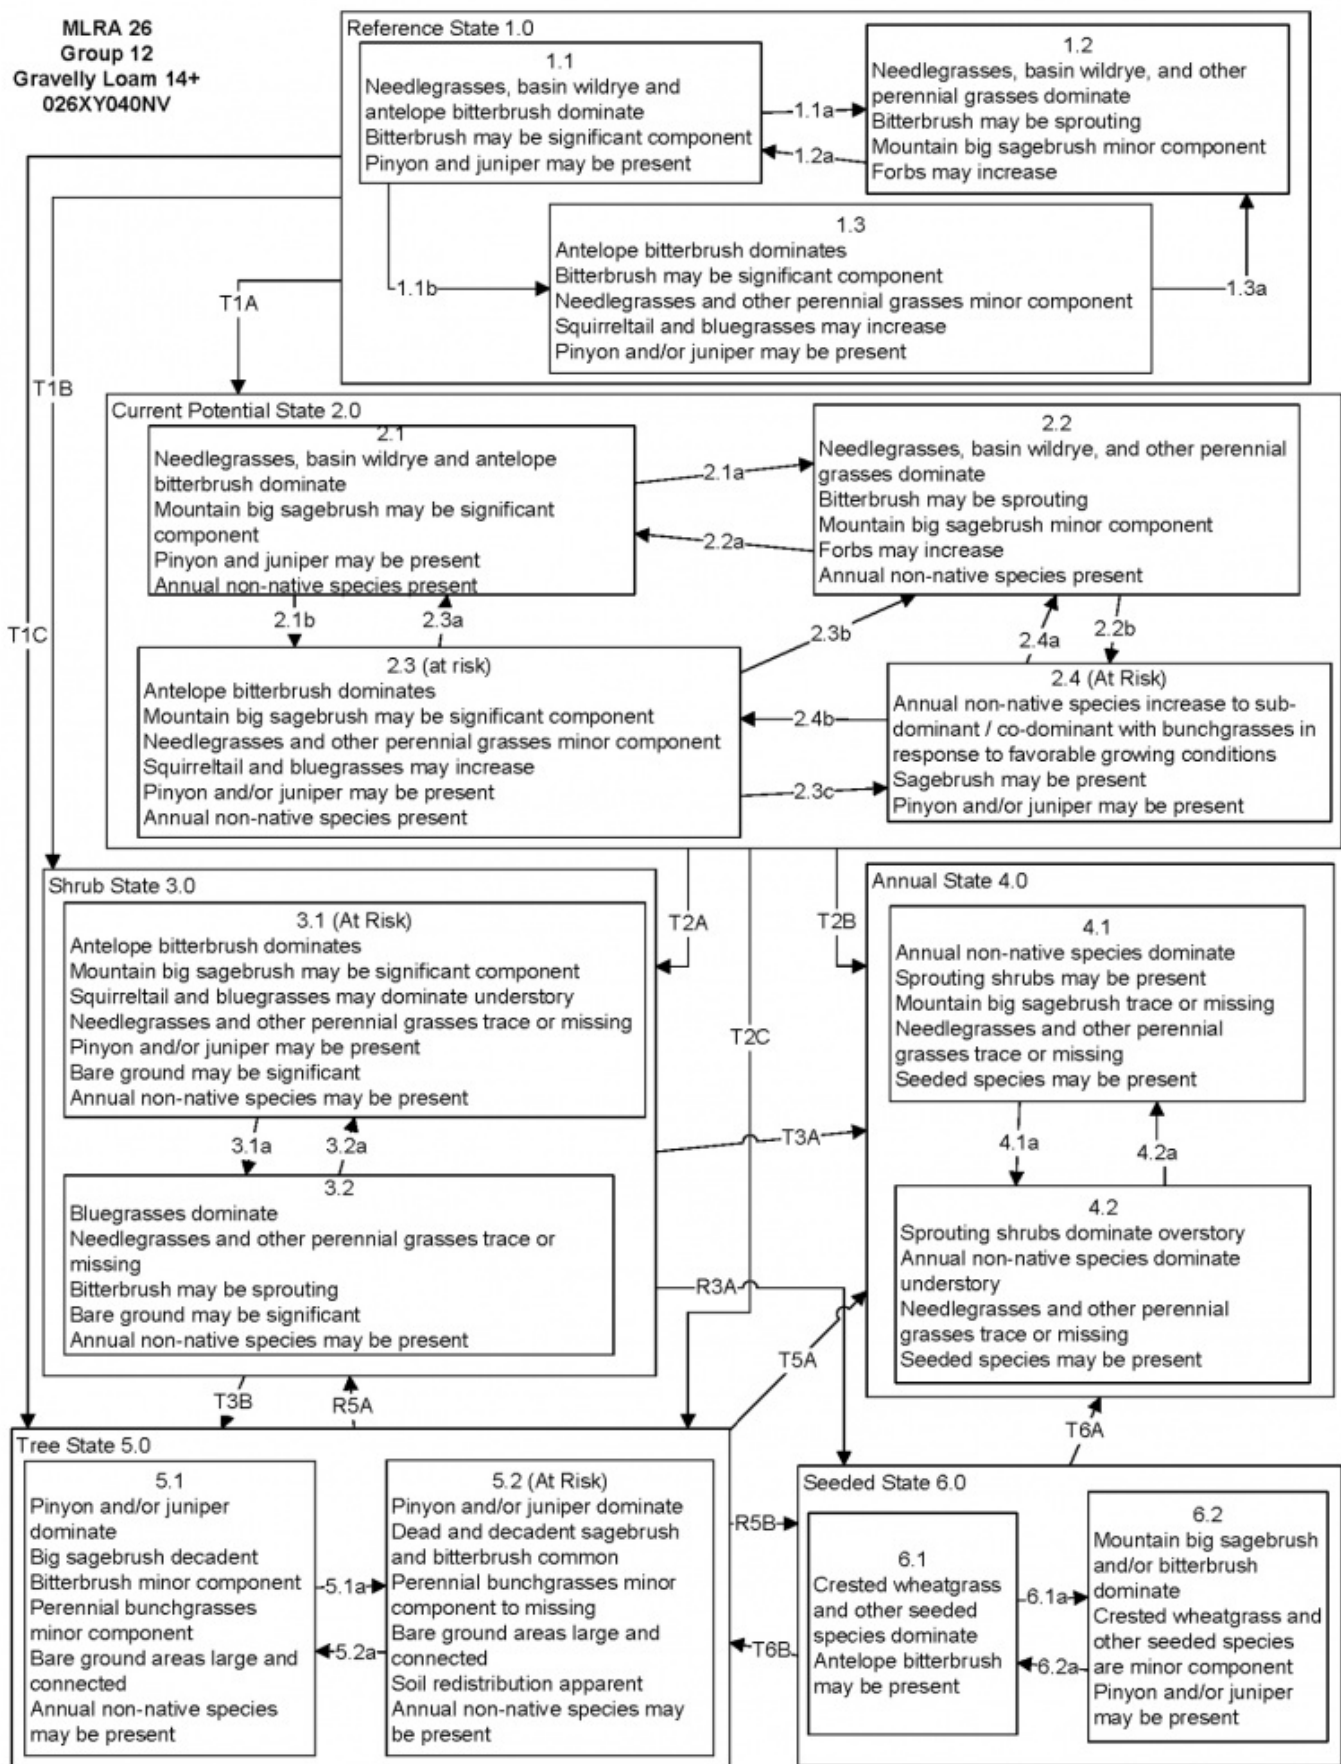 MLRA 26
Group 12
Gravelly Loam 14+
026XY040NV
Reference State 1.0
1.1
Needlegrasses, basin wildrye and
antelope bitterbrush dominate
Bitterbrush may be significant component
Pinyon and juniper may be present
1.1a
1.2a
1.2
Needlegrasses, basin wildrye, and other
perennial grasses dominate
Bitterbrush may be sprouting
Mountain big sagebrush minor component
Forbs may increase
1.1b
1.3
Antelope bitterbrush dominates
Bitterbrush may be significant component
Needlegrasses and other perennial grasses minor component
Squirreltail and bluegrasses may increase
Pinyon and/or juniper may be present
1.3a
T1A
T1B
T1C
Current Potential State 2.0
2.1
Needlegrasses, basin wildrye and antelope
bitterbrush dominate
Mountain big sagebrush may be significant
component
Pinyon and juniper may be present
Annual non-native species present
2.1a
2.2a
2.2
Needlegrasses, basin wildrye, and other perennial
grasses dominate
Bitterbrush may be sprouting
Mountain big sagebrush minor component
Forbs may increase
Annual non-native species present
2.1b
2.3a
2.3b
2.4a
2.2b
2.3 (at risk)
Antelope bitterbrush dominates
Mountain big sagebrush may be significant component
Needlegrasses and other perennial grasses minor component
Squirreltail and bluegrasses may increase
Pinyon and/or juniper may be present
Annual non-native species present
2.4b
2.3c
2.4 (At Risk)
Annual non-native species increase to sub-
dominant / co-dominant with bunchgrasses in
response to favorable growing conditions
Sagebrush may be present
Pinyon and/or juniper may be present
T2A
T2B
T2C
Shrub State 3.0
3.1 (At Risk)
Antelope bitterbrush dominates
Mountain big sagebrush may be significant component
Squirreltail and bluegrasses may dominate understory
Needlegrasses and other perennial grasses trace or missing
Pinyon and/or juniper may be present
Bare ground may be significant
Annual non-native species may be present
3.1a
3.2a
3.2
Bluegrasses dominate
Needlegrasses and other perennial grasses trace or
missing
Bitterbrush may be sprouting
Bare ground may be significant
Annual non-native species may be present
T3A
R3A
Annual State 4.0
4.1
Annual non-native species dominate
Sprouting shrubs may be present
Mountain big sagebrush trace or missing
Needlegrasses and other perennial
grasses trace or missing
Seeded species may be present
4.1a
4.2a
4.2
Sprouting shrubs dominate overstory
Annual non-native species dominate
understory
Needlegrasses and other perennial
grasses trace or missing
Seeded species may be present
T3B
R5A
T5A
T6A
Tree State 5.0
5.1
Pinyon and/or juniper
dominate
Big sagebrush decadent
Bitterbrush minor component
Perennial bunchgrasses
minor component
Bare ground areas large and
connected
Annual non-native species
may be present
5.1a
5.2a
5.2 (At Risk)
Pinyon and/or juniper dominate
Dead and decadent sagebrush
and bitterbrush common
Perennial bunchgrasses minor
component to missing
Bare ground areas large and
connected
Soil redistribution apparent
Annual non-native species may
be present
R5B
T6B
Seeded State 6.0
6.1
Crested wheatgrass
and other seeded
species dominate
Antelope bitterbrush
may be present
6.1a
6.2a
6.2
Mountain big sagebrush
and/or bitterbrush
dominate
Crested wheatgrass and
other seeded species
are minor component
Pinyon and/or juniper
may be present